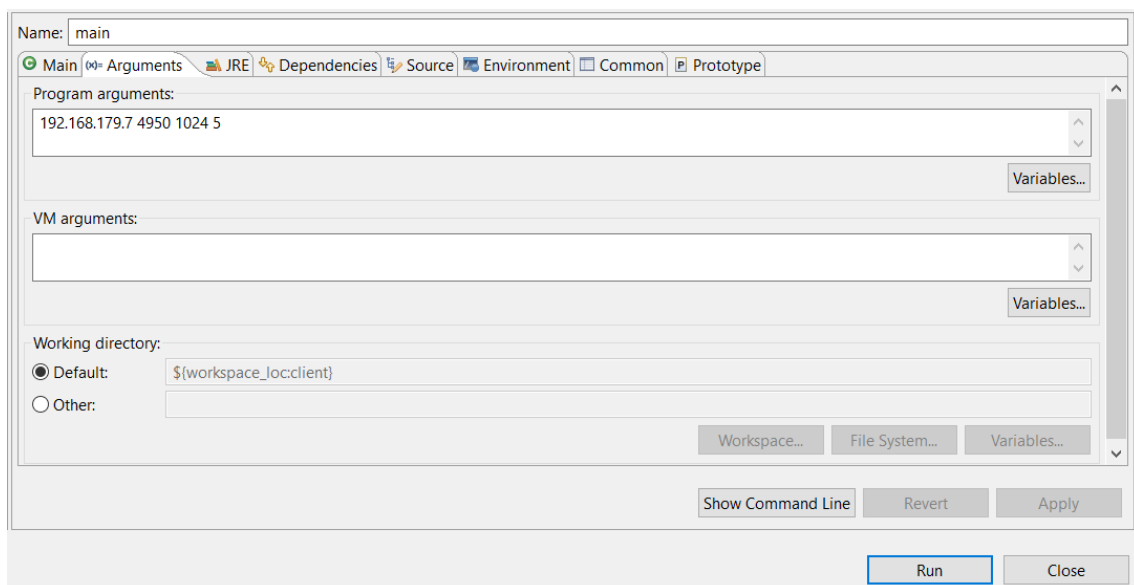 Name: main
Main (x)= Arguments JRE Dependencies Source Environment Common P Prototype
Program arguments:
192.168.179.7 4950 1024 5
Variables...
VM arguments:
Variables...
Working directory:
Default: ${workspace_loc:client}
Other:
Workspace... File System... Variables...
Show Command Line Revert Apply
Run Close